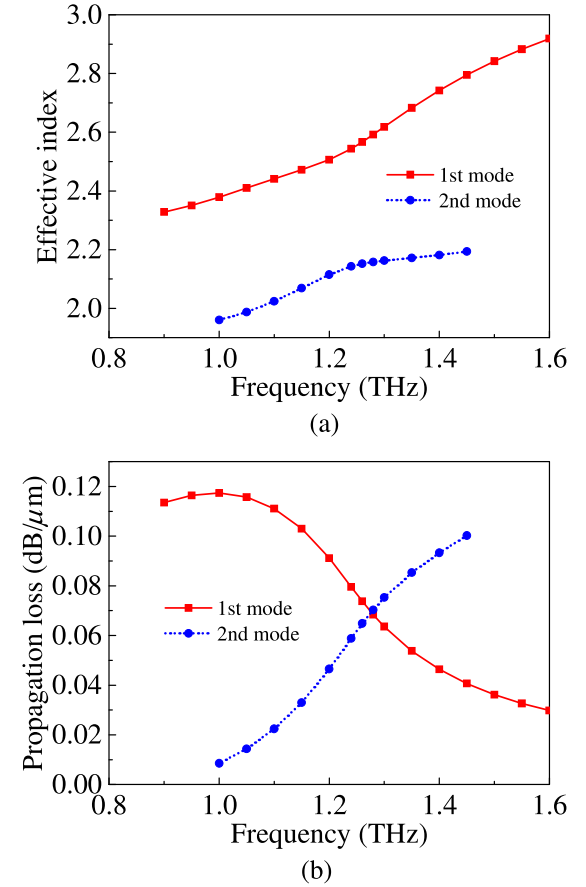 3.0
2.8
2.6
2.4
2.2
2.0
Effective index
1st mode
2nd mode
0.8 1.0 1.2 1.4 1.6
Frequency (THz)
(a)
0.12
0.10
0.08
0.06
0.04
0.02
0.00
Propagation loss (dB/μm)
1st mode
2nd mode
0.8 1.0 1.2 1.4 1.6
Frequency (THz)
(b)